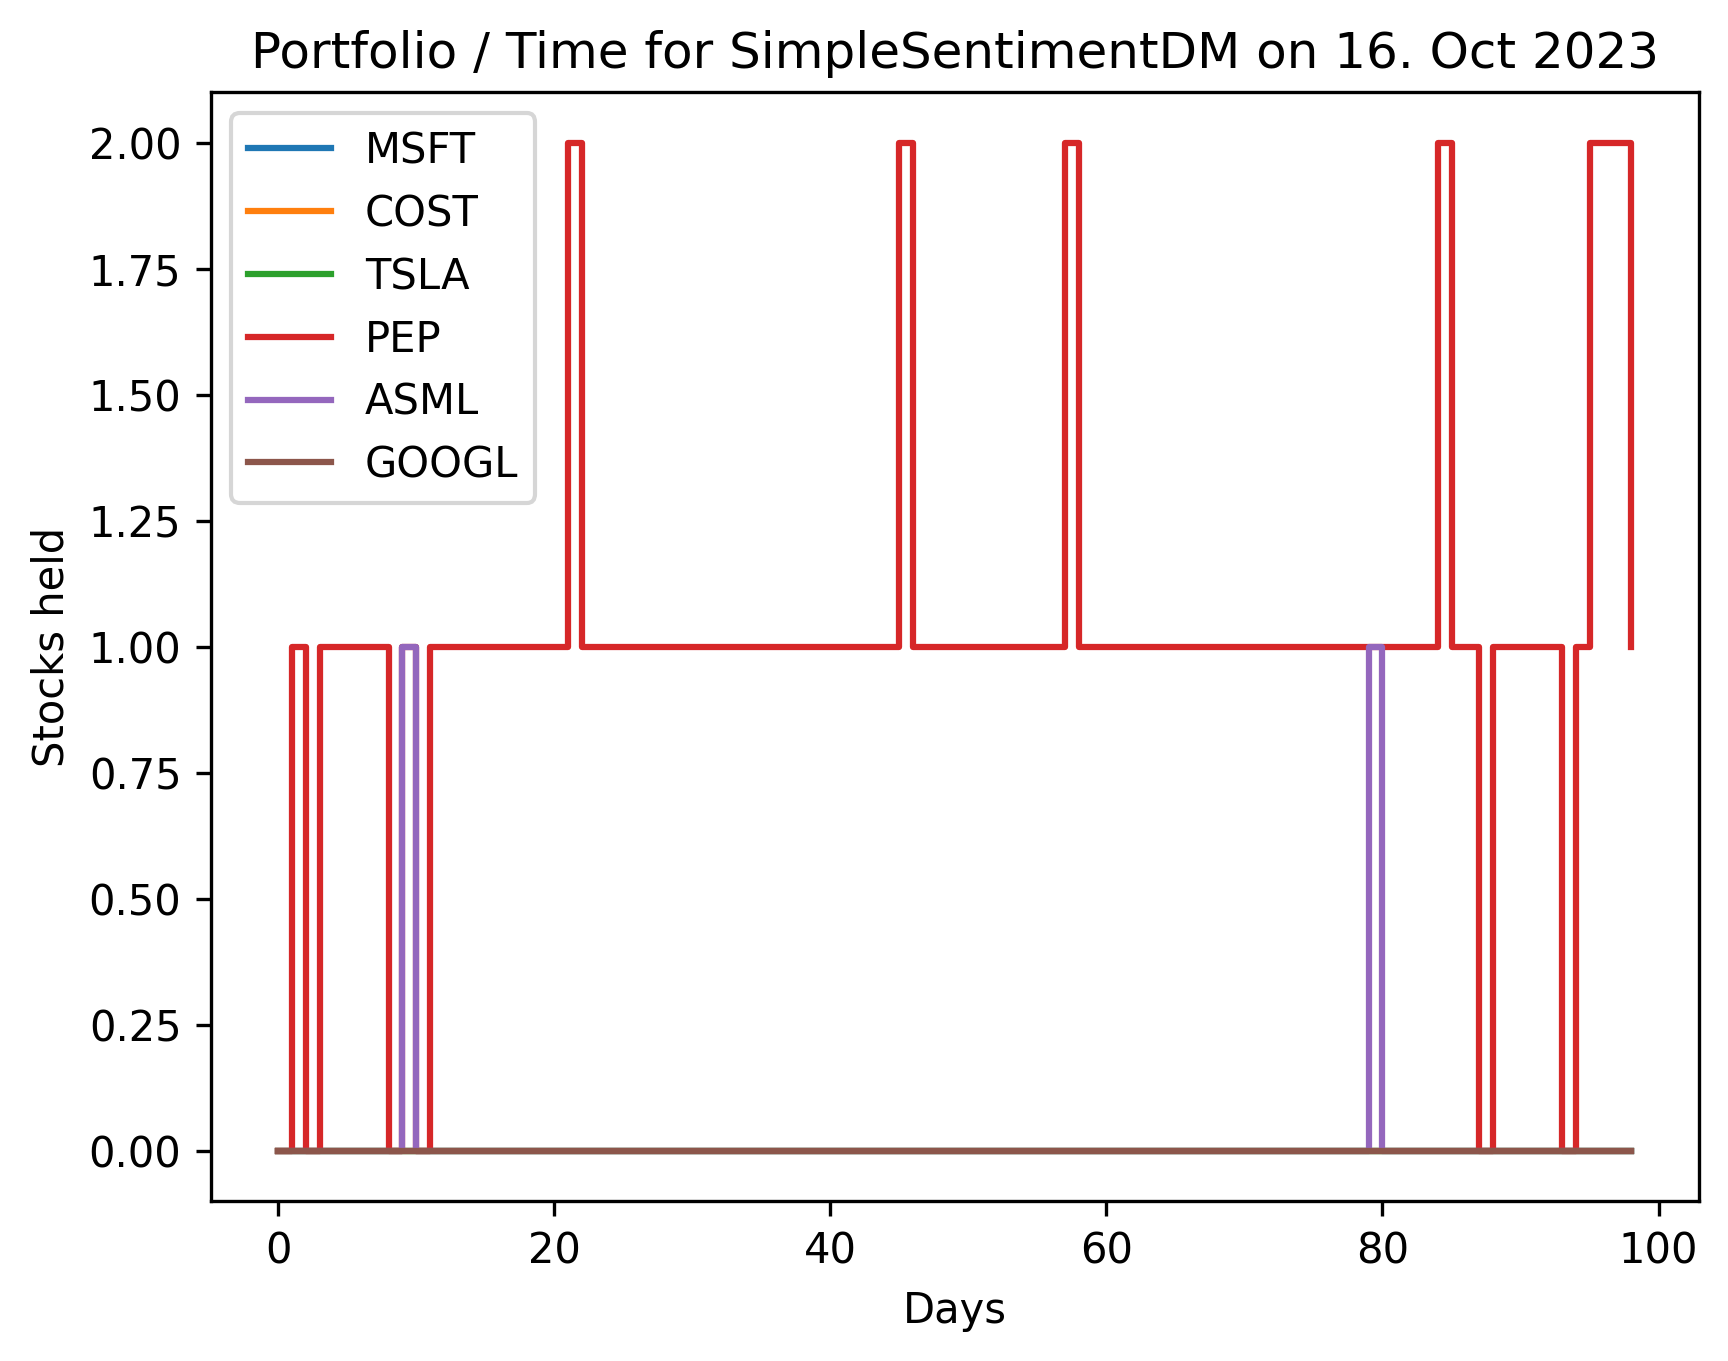 Portfolio / Time for SimpleSentimentDM on 16. Oct 2023
MSFT
COST
TSLA
PEP
ASML
GOOGL
2.00
1.75
1.50
1.25
1.00
0.75
0.50
0.25
0.00
Stocks held
0 20 40 60 80 100
Days